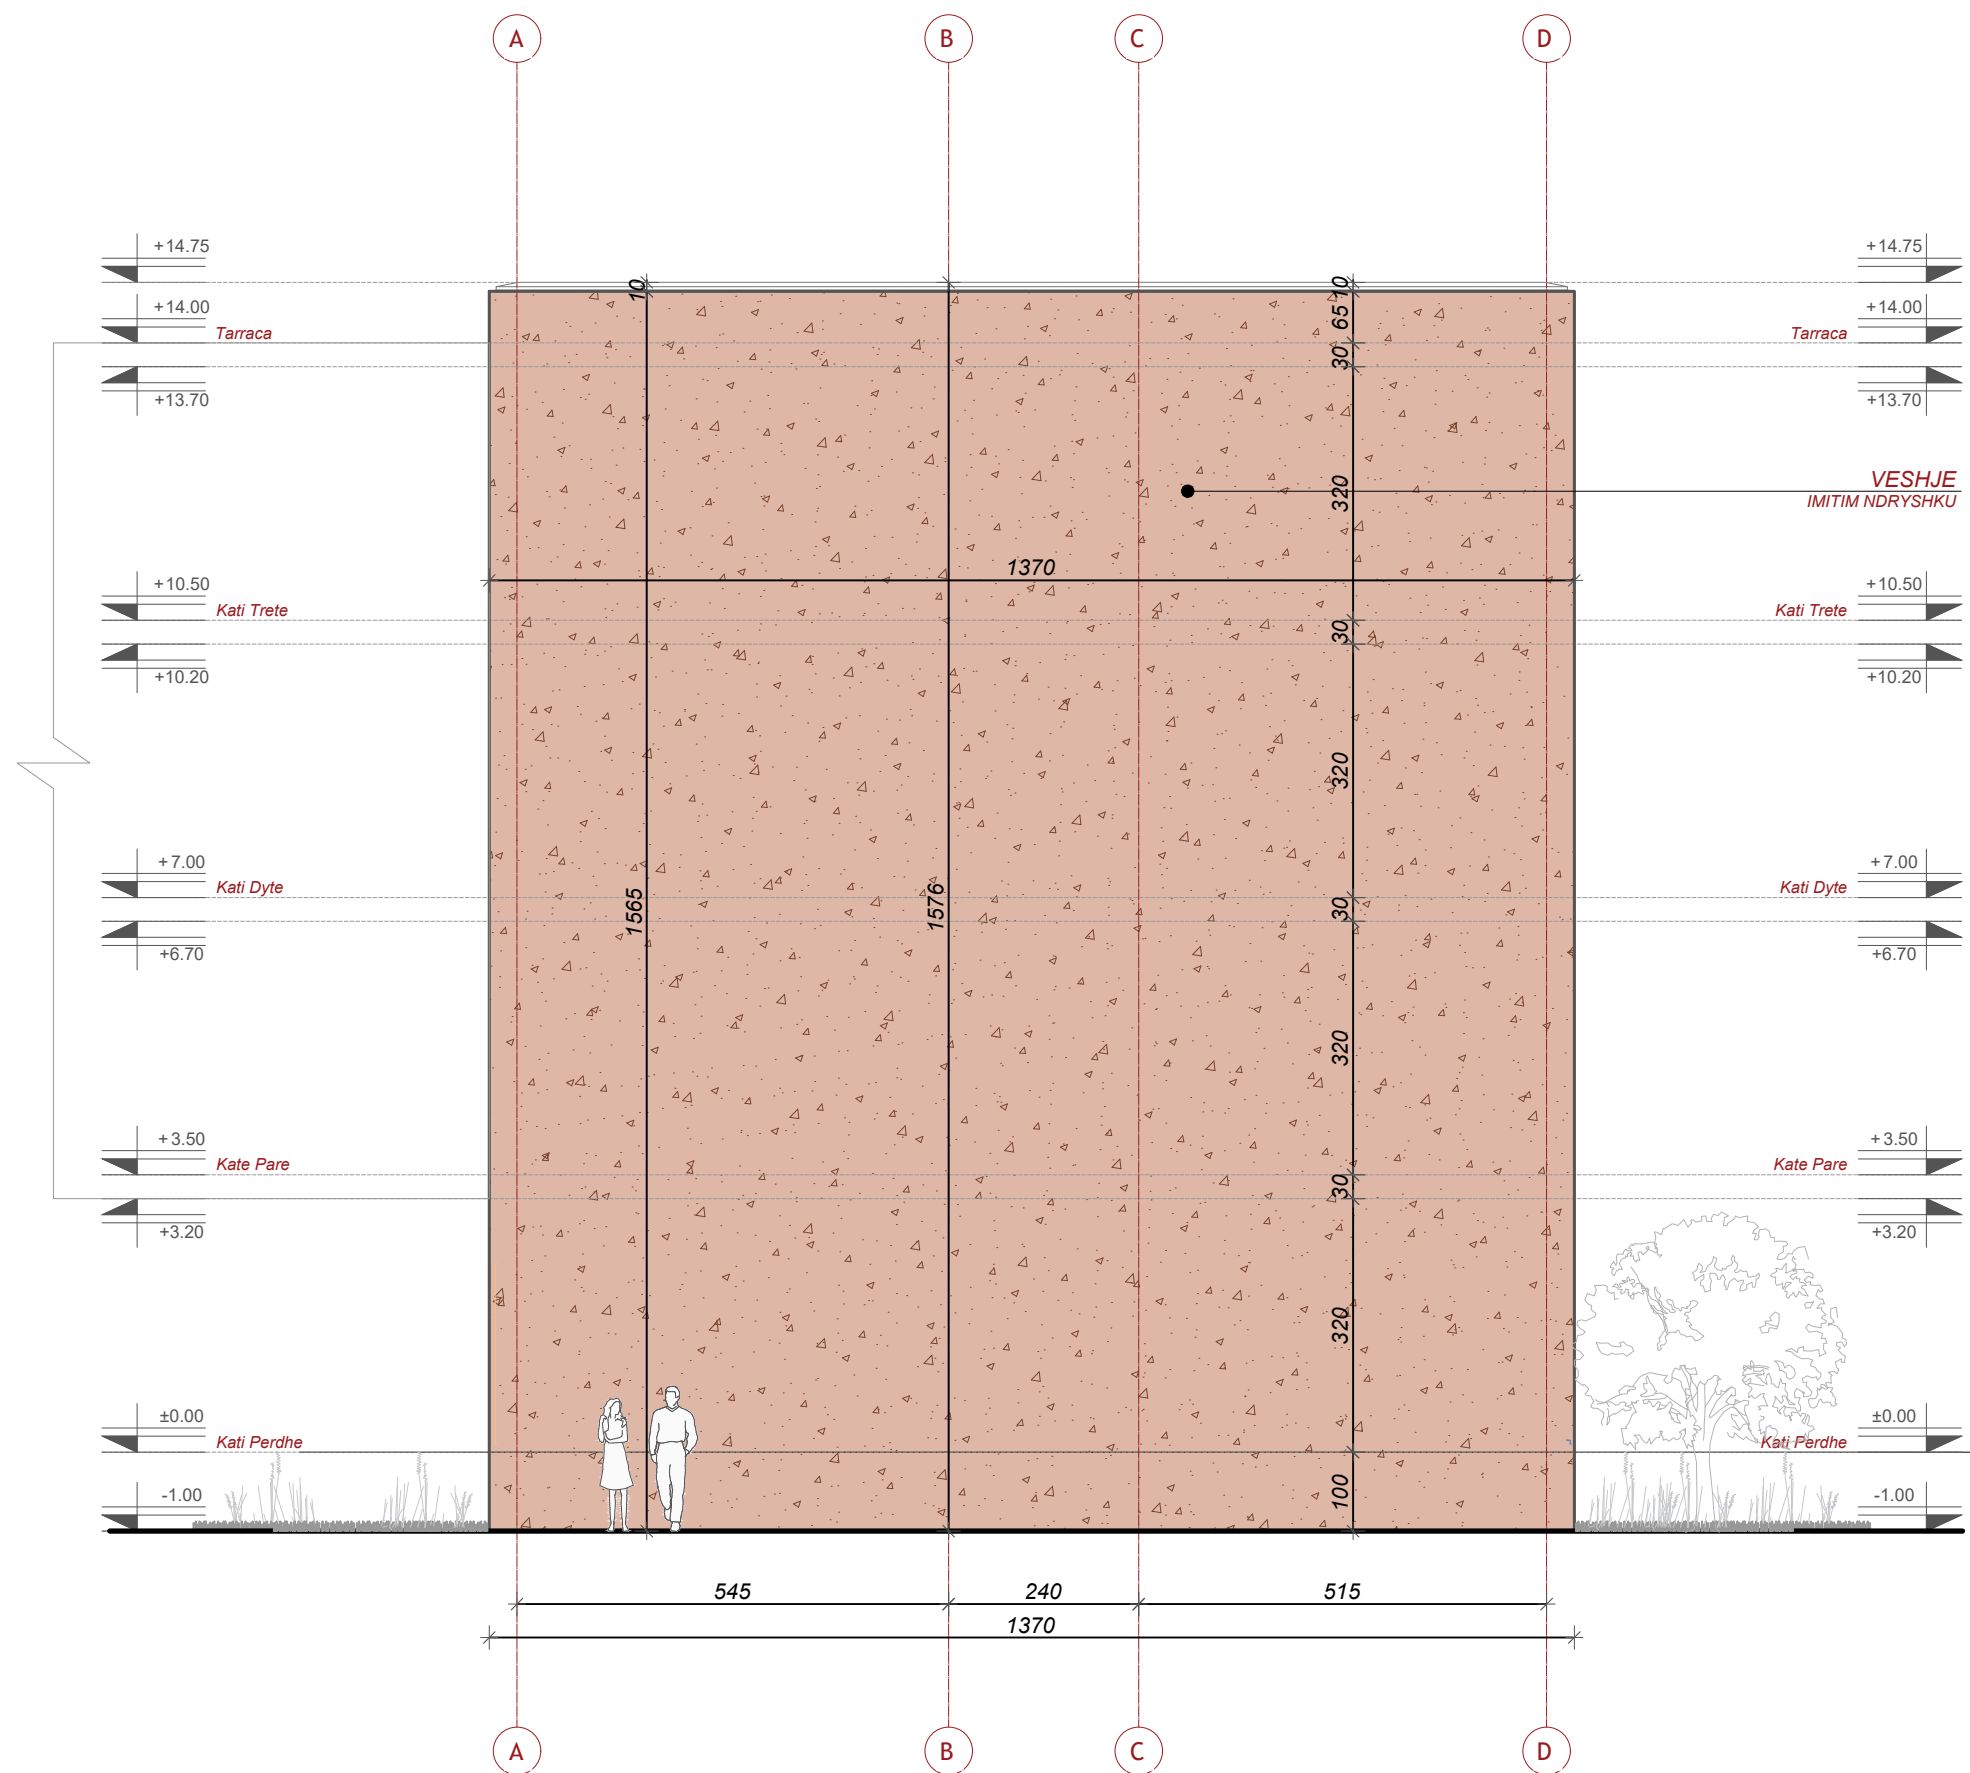 A B C D
+14.75 +14.75
+14.00 +14.00
Tarraca Tarraca
+13.70 +13.70
10 10
65
30
VESHJE
IMITIM NDRYSHKU
320
1370
+10.50 +10.50
Kati Trete Kati Trete
30
+10.20 +10.20
320
+7.00 +7.00
Kati Dyte Kati Dyte
1565 1576 30
+6.70 +6.70
320
+3.50 +3.50
Kate Pare Kate Pare
30
+3.20 +3.20
320
±0.00 ±0.00
Kati Perdhe Kati Perdhe
-1.00 100 -1.00
545 240 515
1370
A B C D